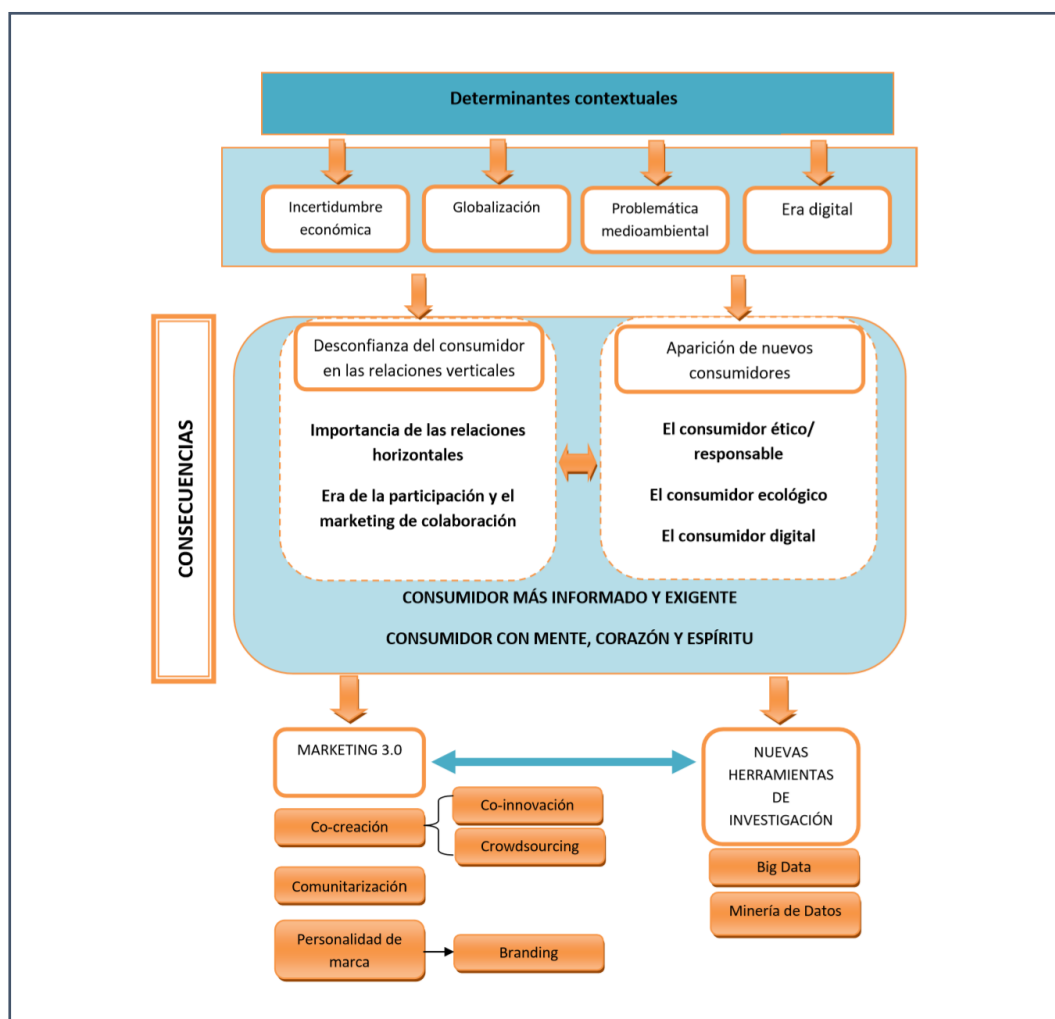 Determinantes contextuales
Incertidumbre
económica
Globalización
Problemática
medioambiental
Era digital
CONSECUENCIAS
Desconfianza del consumidor
en las relaciones verticales
Importancia de las relaciones
horizontales
Era de la participación y el
marketing de colaboración
Aparición de nuevos
consumidores
El consumidor ético/
responsable
El consumidor ecológico
El consumidor digital
CONSUMIDOR MÁS INFORMADO Y EXIGENTE
CONSUMIDOR CON MENTE, CORAZÓN Y ESPÍRITU
MARKETING 3.0
Co-creación
Co-innovación
Crowdsourcing
Comunitarización
Personalidad de
marca
Branding
NUEVAS
HERRAMIENTAS
DE
INVESTIGACIÓN
Big Data
Minería de Datos